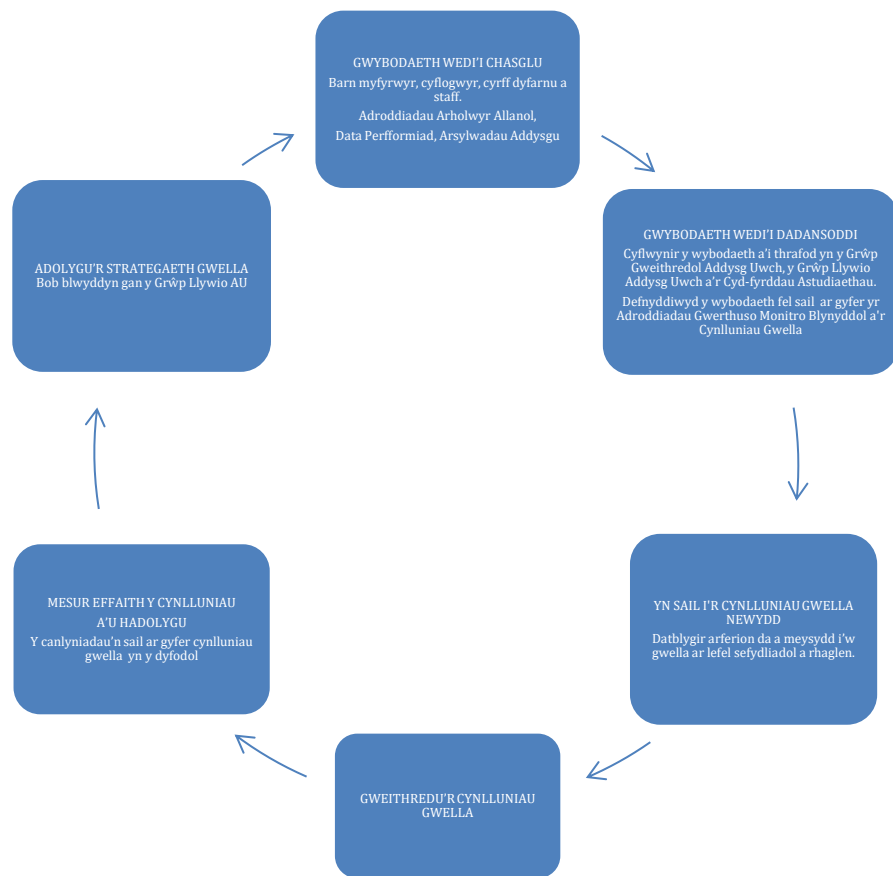 GWYBODAETH WEDI'I CHASGLU
Barn myfyrwyr, cyflogwyr, cyrff dyfarnu a
staff.
Adroddiadau Arholwyr Allanol,
Data Perfformiad, Arsylwadau Addysgu
GWYBODAETH WEDI'I DADANSODDI
Cyflwynir y wybodaeth a'i thrafod yn y Grŵp
Gweithredol Addysg Uwch, y Grŵp Llywio
Addysg Uwch a'r Cyd-fyrddau Astudiaethau.
Defnyddiwyd y wybodaeth fel sail ar gyfer yr
Adroddiadau Gwerthuso Monitro Blynyddol a'r
Cynlluniau Gwella
YN SAIL I'R CYNLLUNIAU GWELLA
NEWYDD
Datblygir arferion da a meysydd i'w
gwella ar lefel sefydliadol a rhaglen.
GWEITHREDU'R CYNLLUNIAU
GWELLA
MESUR EFFAITH Y CYNLLUNIAU
A'U HADOLYGU
Y canlyniadau'n sail ar gyfer cynlluniau
gwella yn y dyfodol
ADOLYGU'R STRATEGAETH GWELLA
Bob blwyddyn gan y Grŵp Llywio AU